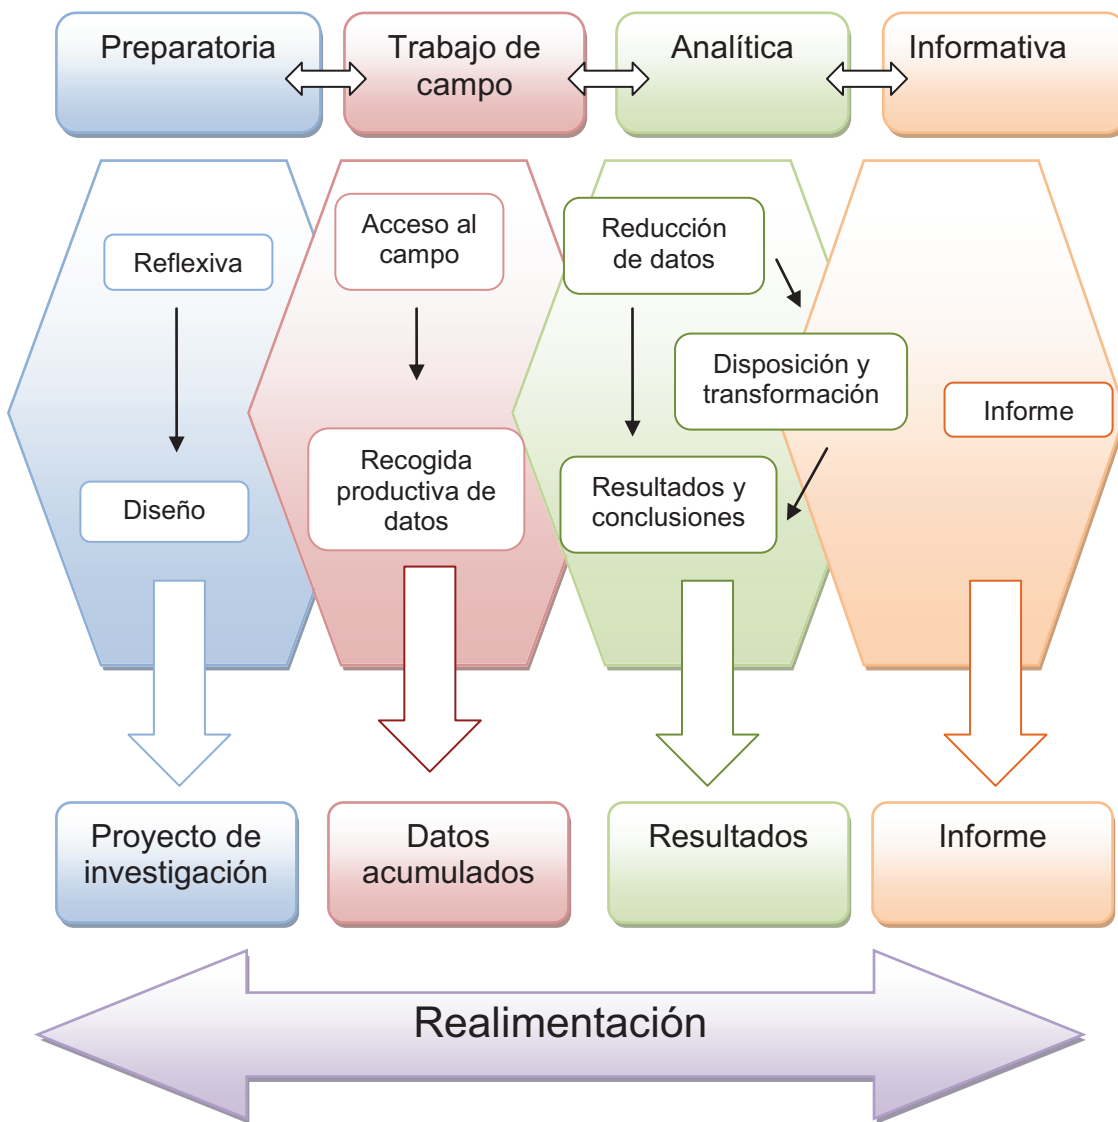 Preparatoria
Trabajo de
campo
Analítica
Informativa
Reflexiva
Diseño
Acceso al
campo
Recogida
productiva de
datos
Reducción
de datos
Disposición y
transformación
Resultados y
conclusiones
Informe
Proyecto de
investigación
Datos
acumulados
Resultados
Informe
Realimentación